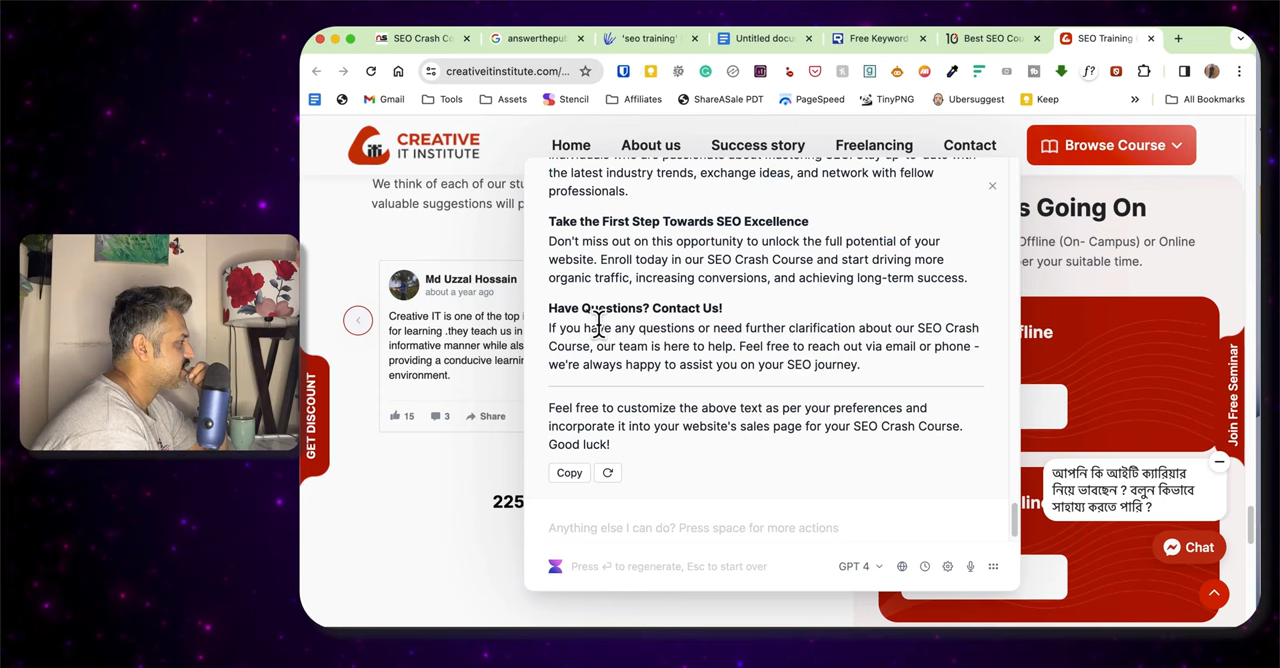 SEO Crash C
answerthepu
'seo training'
Untitled docu
Free Keyword
Best SEO Cou
SEO Training
creativeitinstitute.com/...
Gmail
Tools
Assets
Stencil
Affiliates
ShareASale PDT
PageSpeed
TinyPNG
Ubersuggest
Keep
»
All Bookmarks
CREATIVE
IT INSTITUTE
Home
About us
Success story
Freelancing
Contact
Browse Course
We think of each of our stu
valuable suggestions will p
Md Uzzal Hossain
about a year ago
Creative IT is one of the top i
for learning .they teach us in
informative manner while als
providing a conducive learnin
environment.
15
3
Share
225
GET DISCOUNT
the latest industry trends, exchange ideas, and network with fellow
professionals.
Take the First Step Towards SEO Excellence
Don't miss out on this opportunity to unlock the full potential of your
website. Enroll today in our SEO Crash Course and start driving more
organic traffic, increasing conversions, and achieving long-term success.
Have Questions? Contact Us!
If you have any questions or need further clarification about our SEO Crash
Course, our team is here to help. Feel free to reach out via email or phone -
we're always happy to assist you on your SEO journey.
Feel free to customize the above text as per your preferences and
incorporate it into your website's sales page for your SEO Crash Course.
Good luck!
Copy
Anything else I can do? Press space for more actions
Press ⏎ to regenerate, Esc to start over
GPT 4
s Going On
Offline (On- Campus) or Online
er your suitable time.
fline
Join Free Seminar
আপনি কি আইটি ক্যারিয়ার
নিয়ে ভাবছেন ? বলুন কিভাবে
সাহায্য করতে পারি ?
Chat